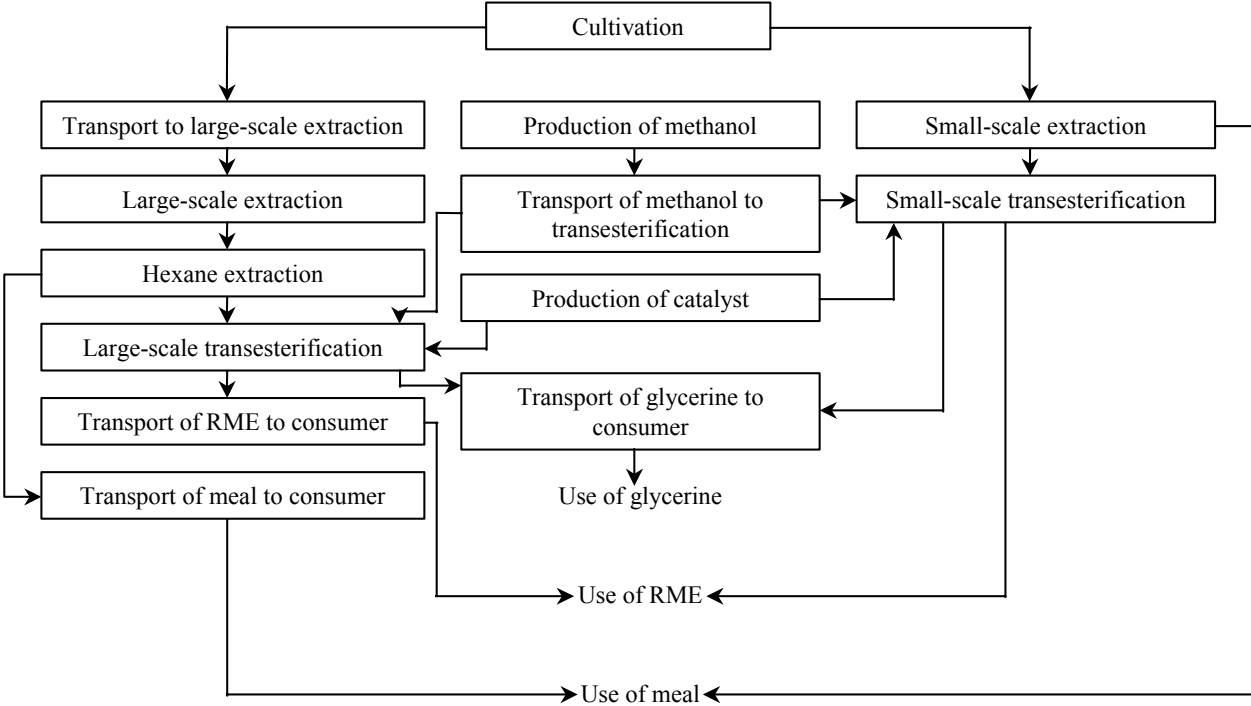 Cultivation
Transport to large-scale extraction
Production of methanol
Small-scale extraction
Large-scale extraction
Transport of methanol to
transesterification
Small-scale transesterification
Hexane extraction
Production of catalyst
Large-scale transesterification
Transport of RME to consumer
Transport of glycerine to
consumer
Transport of meal to consumer
Use of glycerine
Use of RME
Use of meal